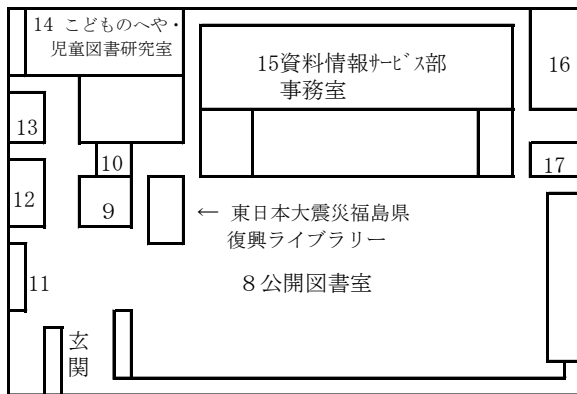 14 こどものへや・
児童図書研究室
15資料情報ｻｰﾋﾞｽ部
事務室
16
13
10
17
12
9
← 東日本大震災福島県
復興ライブラリー
11
８公開図書室
玄
関